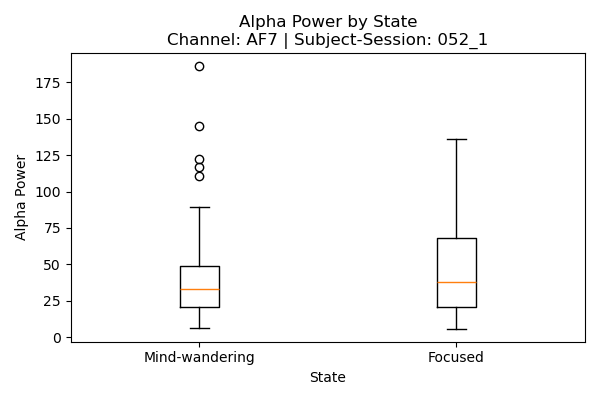 Alpha Power by State
Channel: AF7 | Subject-Session: 052_1
Alpha Power
175
150
125
100
75
50
25
0
Mind-wandering
Focused
State